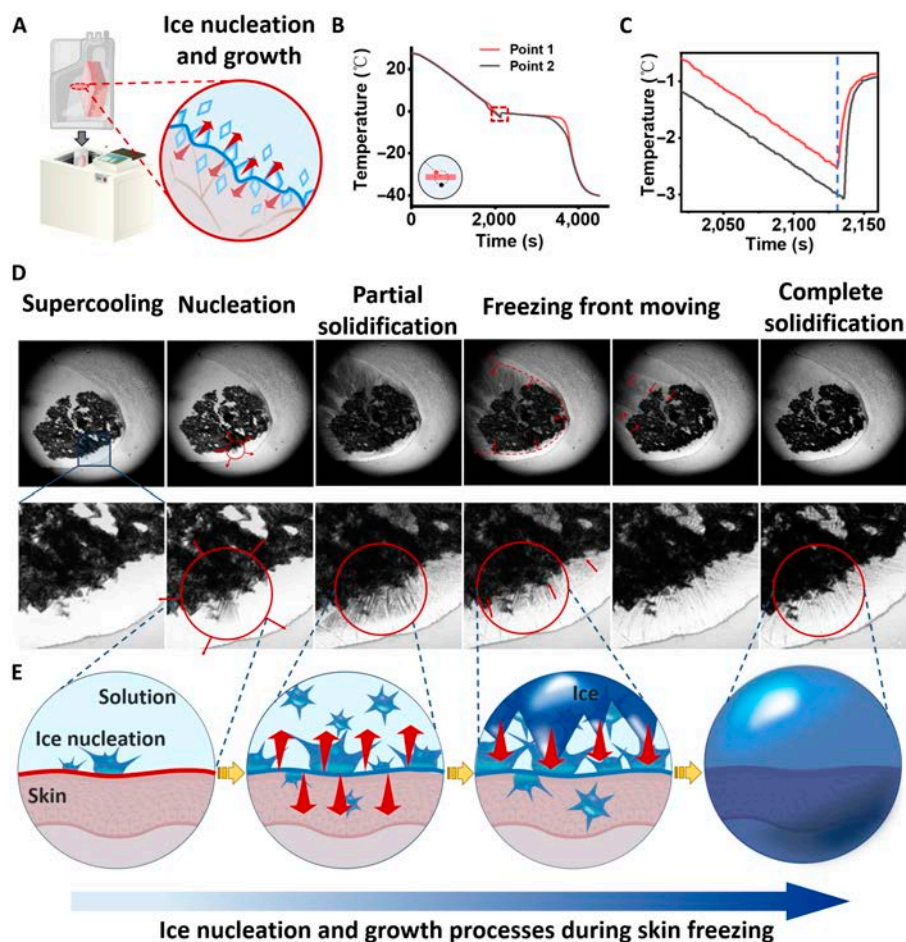 A
Ice nucleation
and growth
B
Temperature (℃)
20
0
−20
−40
0
2,000
4,000
Time (s)
Point 1
Point 2
C
Temperature (℃)
−1
−2
−3
2,050
2,100
2,150
Time (s)
D
Supercooling
Nucleation
Partial
solidification
Freezing front moving
Complete
solidification
E
Solution
Ice nucleation
Skin
Ice
Ice nucleation and growth processes during skin freezing